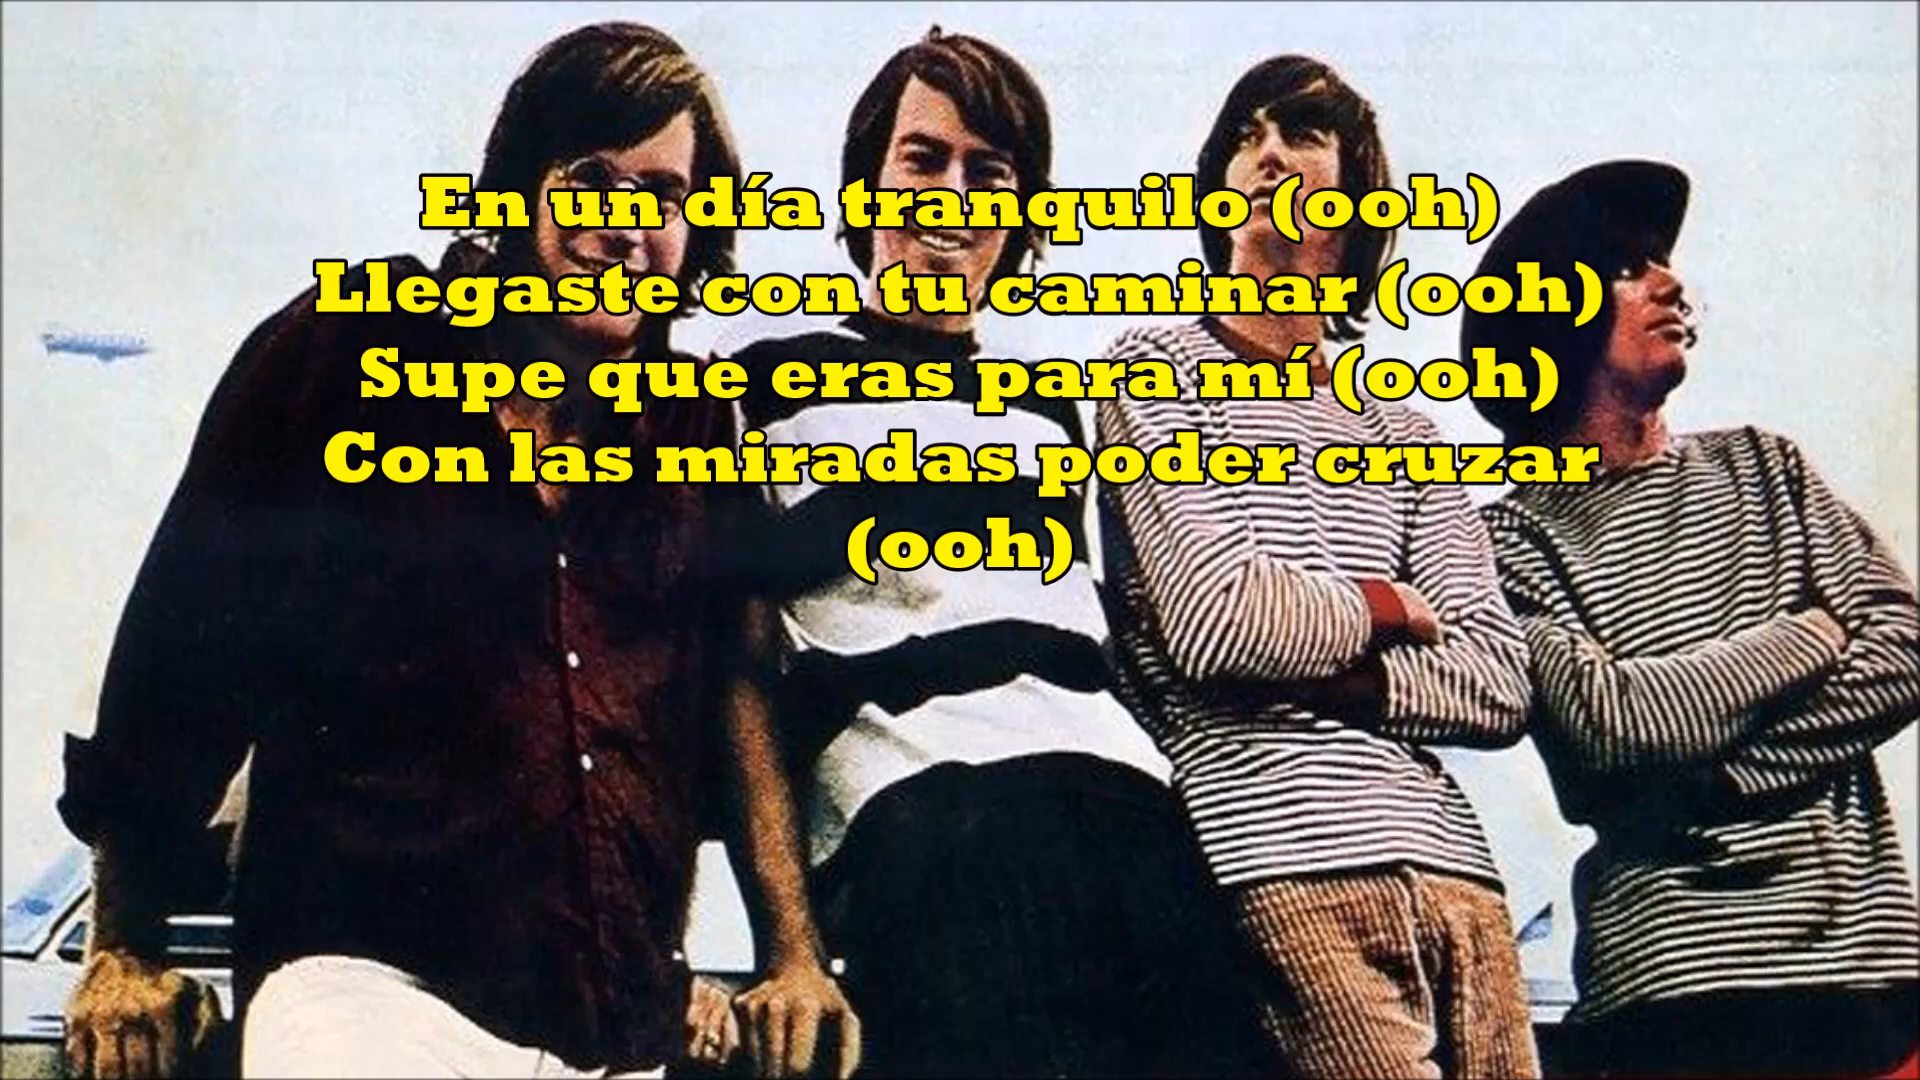 En un día tranquilo (ooh)
Llegaste con tu caminar (ooh)
Supe que eras para mí (ooh)
Con las miradas poder cruzar
(ooh)